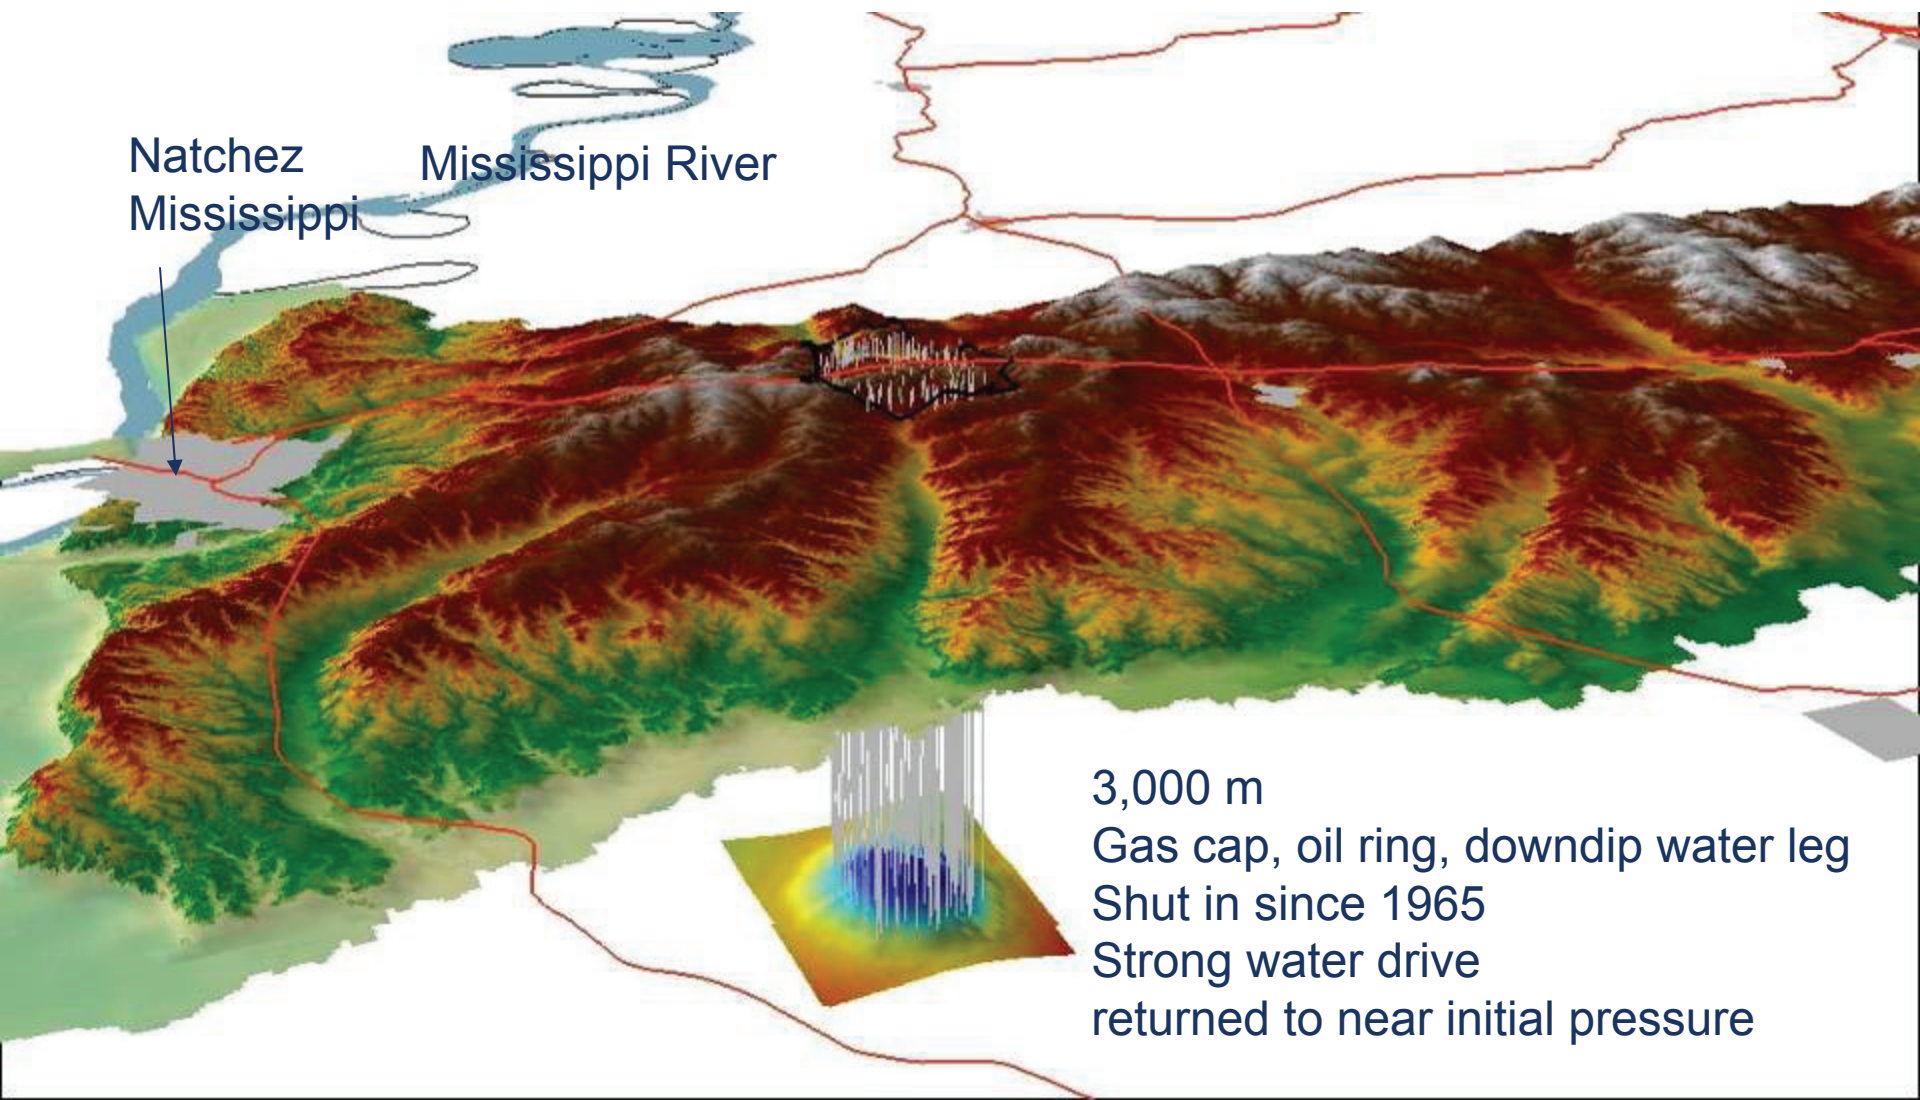 Natchez
Mississippi
Mississippi River
3,000 m
Gas cap, oil ring, downdip water leg
Shut in since 1965
Strong water drive
returned to near initial pressure